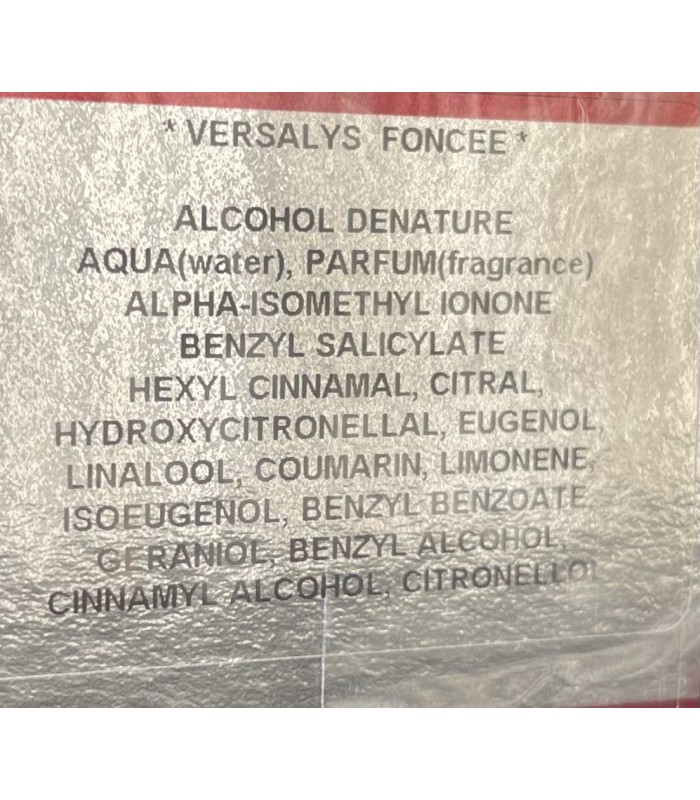 * VERSALYS FONCEE *
ALCOHOL DENATURE
AQUA(water), PARFUM(fragrance)
ALPHA-ISOMETHYL IONONE
BENZYL SALICYLATE
HEXYL CINNAMAL, CITRAL,
HYDROXYCITRONELLAL, EUGENOL,
LINALOOL, COUMARIN, LIMONENE,
ISOEUGENOL, BENZYL BENZOATE
GERANIOL, BENZYL ALCOHOL,
CINNAMYL ALCOHOL, CITRONELLOL